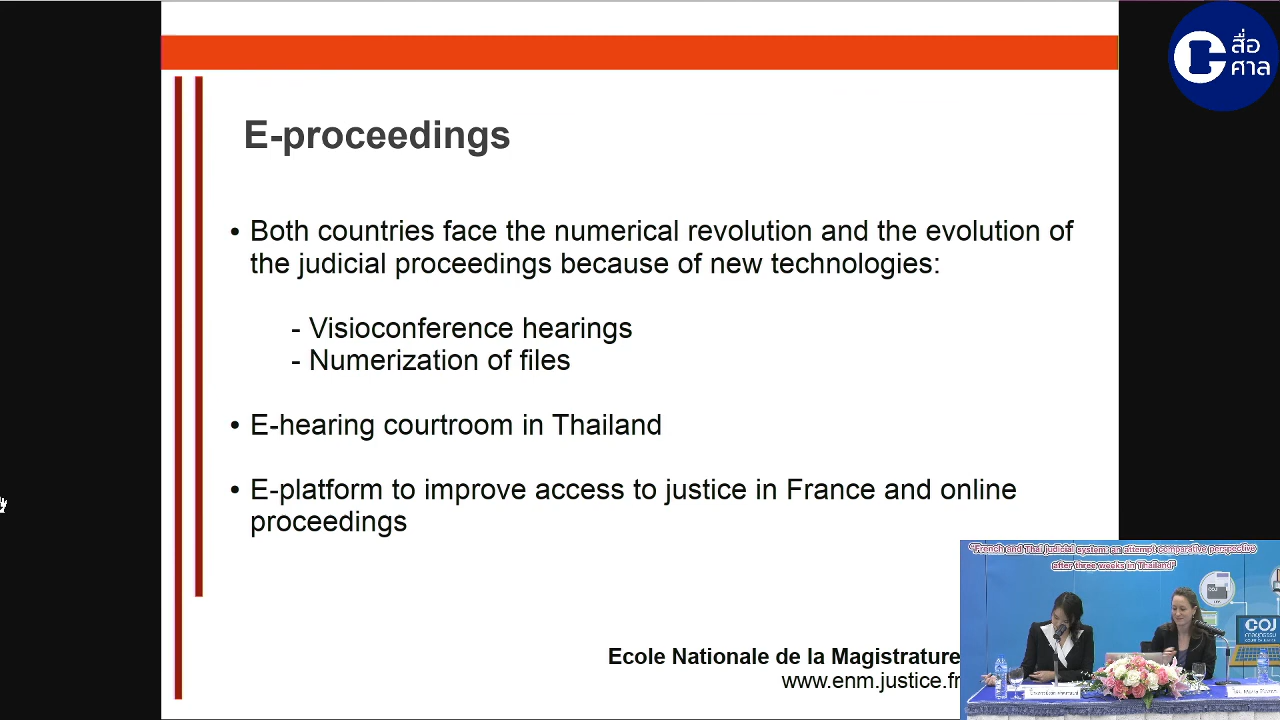 สื่อ
ศาล
E-proceedings
• Both countries face the numerical revolution and the evolution of
the judicial proceedings because of new technologies:
- Visioconference hearings
- Numerization of files
• E-hearing courtroom in Thailand
• E-platform to improve access to justice in France and online
proceedings
Ecole Nationale de la Magistrature
www.enm.justice.fr
"French and Thai judicial system: an attempt comparative perspective
after three weeks in Thailand"
COJ
COJ